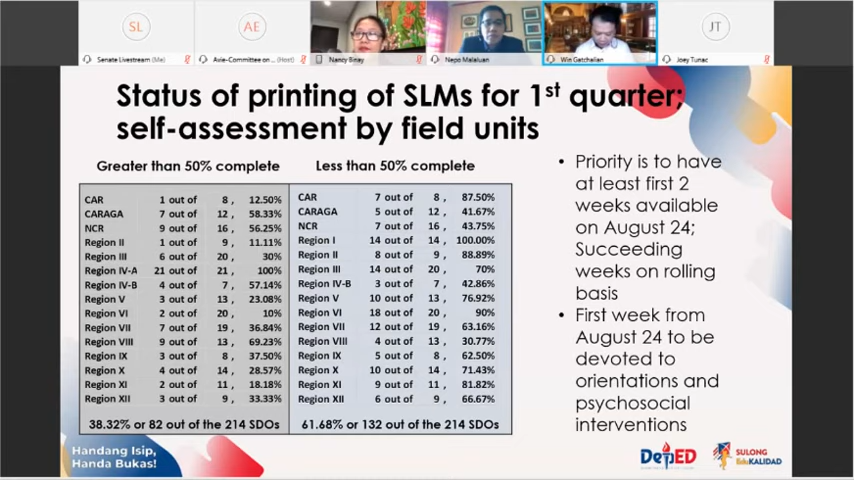 SL
AE
JT
Senate Livestream (Me)
Avie-Committee on ... (Host)
Nancy Binay
Nepo Malaluan
Win Gatchalian
Joey Tunac
Status of printing of SLMs for 1st quarter;
self-assessment by field units
Greater than 50% complete
CAR 1 out of 8 , 12.50%
CARAGA 7 out of 12 , 58.33%
NCR 9 out of 16 , 56.25%
Region II 1 out of 9 , 11.11%
Region III 6 out of 20 , 30%
Region IV-A 21 out of 21 , 100%
Region IV-B 4 out of 7 , 57.14%
Region V 3 out of 13 , 23.08%
Region VI 2 out of 20 , 10%
Region VII 7 out of 19 , 36.84%
Region VIII 9 out of 13 , 69.23%
Region IX 3 out of 8 , 37.50%
Region X 4 out of 14 , 28.57%
Region XI 2 out of 11 , 18.18%
Region XII 3 out of 9 , 33.33%
38.32% or 82 out of the 214 SDOs
Less than 50% complete
CAR 7 out of 8 , 87.50%
CARAGA 5 out of 12 , 41.67%
NCR 7 out of 16 , 43.75%
Region I 14 out of 14 , 100.00%
Region II 8 out of 9 , 88.89%
Region III 14 out of 20 , 70%
Region IV-B 3 out of 7 , 42.86%
Region V 10 out of 13 , 76.92%
Region VI 18 out of 20 , 90%
Region VII 12 out of 19 , 63.16%
Region VIII 4 out of 13 , 30.77%
Region IX 5 out of 8 , 62.50%
Region X 10 out of 14 , 71.43%
Region XI 9 out of 11 , 81.82%
Region XII 6 out of 9 , 66.67%
61.68% or 132 out of the 214 SDOs
• Priority is to have
at least first 2
weeks available
on August 24;
Succeeding
weeks on rolling
basis
• First week from
August 24 to be
devoted to
orientations and
psychosocial
interventions
Handang Isip,
Handa Bukas!
DepED
SULONG
EduKALIDAD